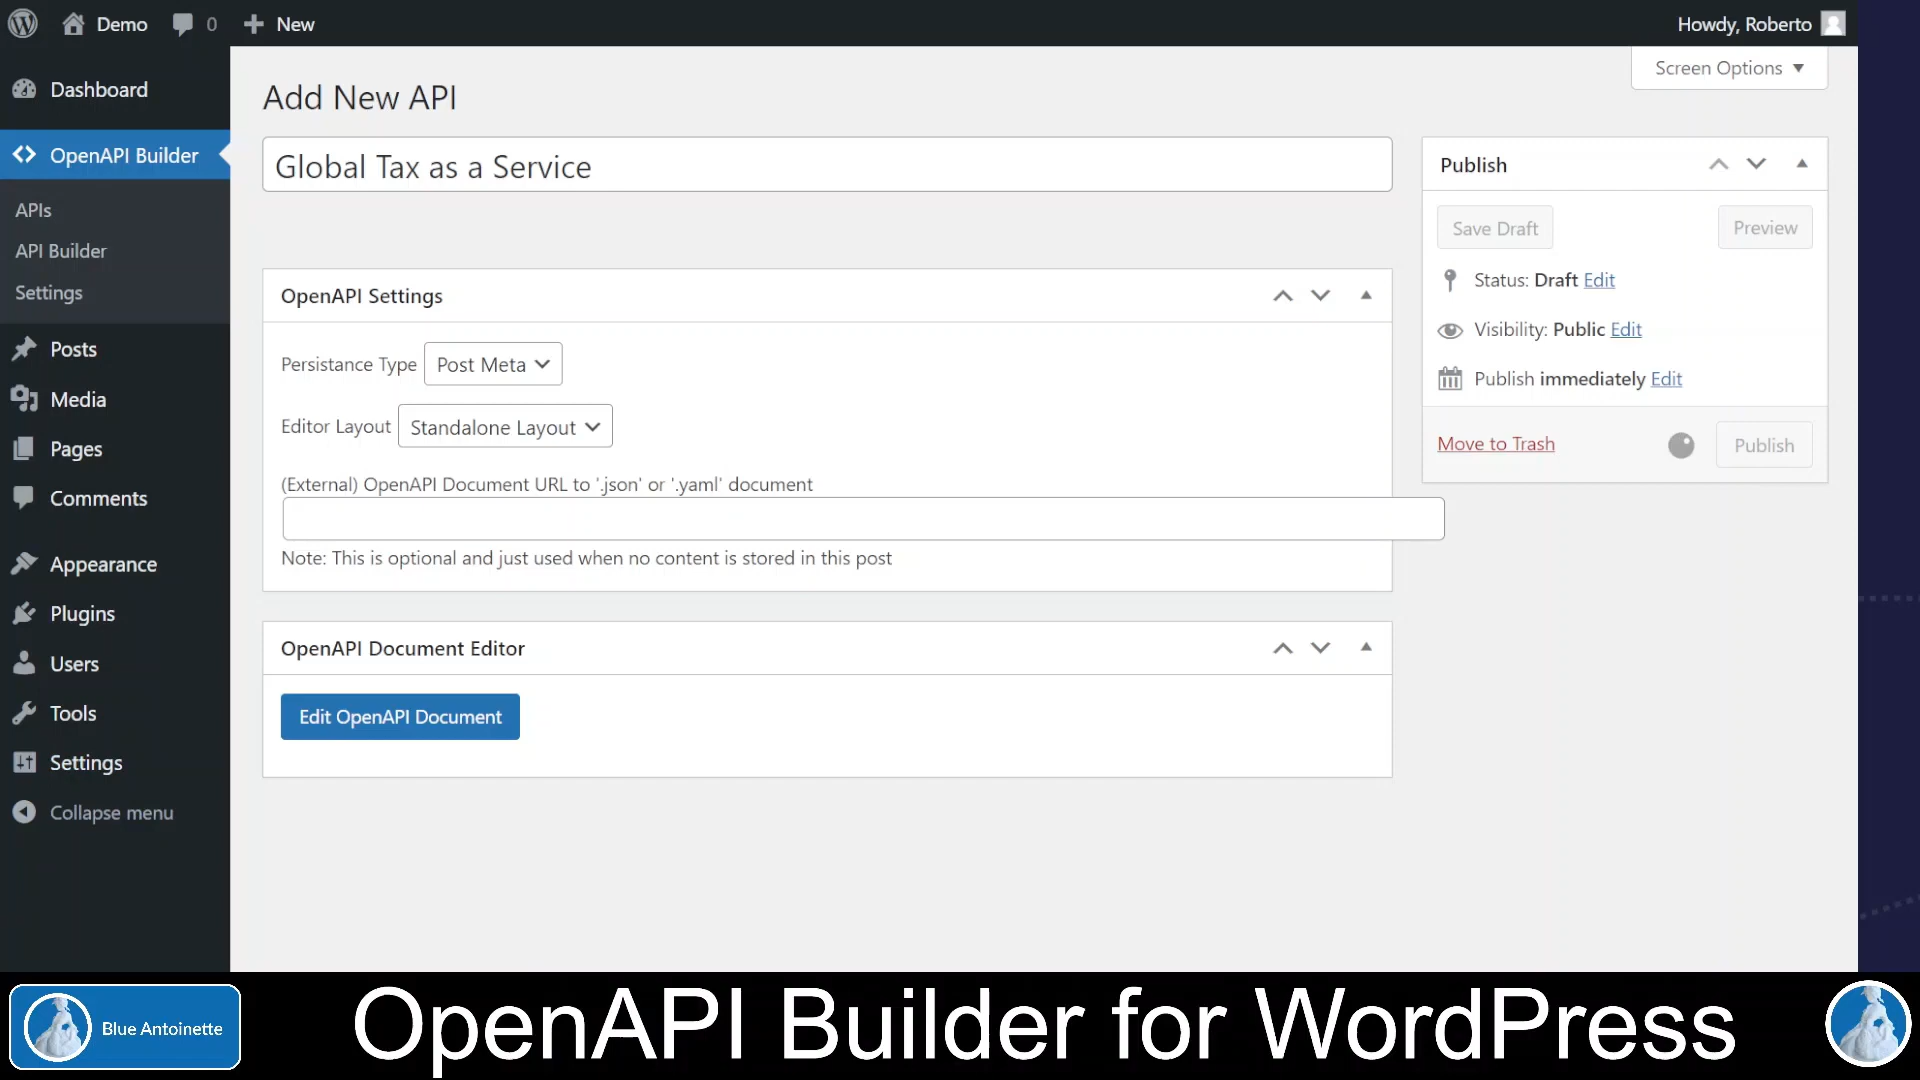 Demo
0
New
Howdy, Roberto
Screen Options
Dashboard
OpenAPI Builder
APIs
API Builder
Settings
Posts
Media
Pages
Comments
Appearance
Plugins
Users
Tools
Settings
Collapse menu
Add New API
Global Tax as a Service
OpenAPI Settings
Persistance Type Post Meta
Editor Layout Standalone Layout
(External) OpenAPI Document URL to '.json' or '.yaml' document
Note: This is optional and just used when no content is stored in this post
OpenAPI Document Editor
Edit OpenAPI Document
Publish
Save Draft
Preview
Status: Draft Edit
Visibility: Public Edit
Publish immediately Edit
Move to Trash
Publish
Blue Antoinette
OpenAPI Builder for WordPress